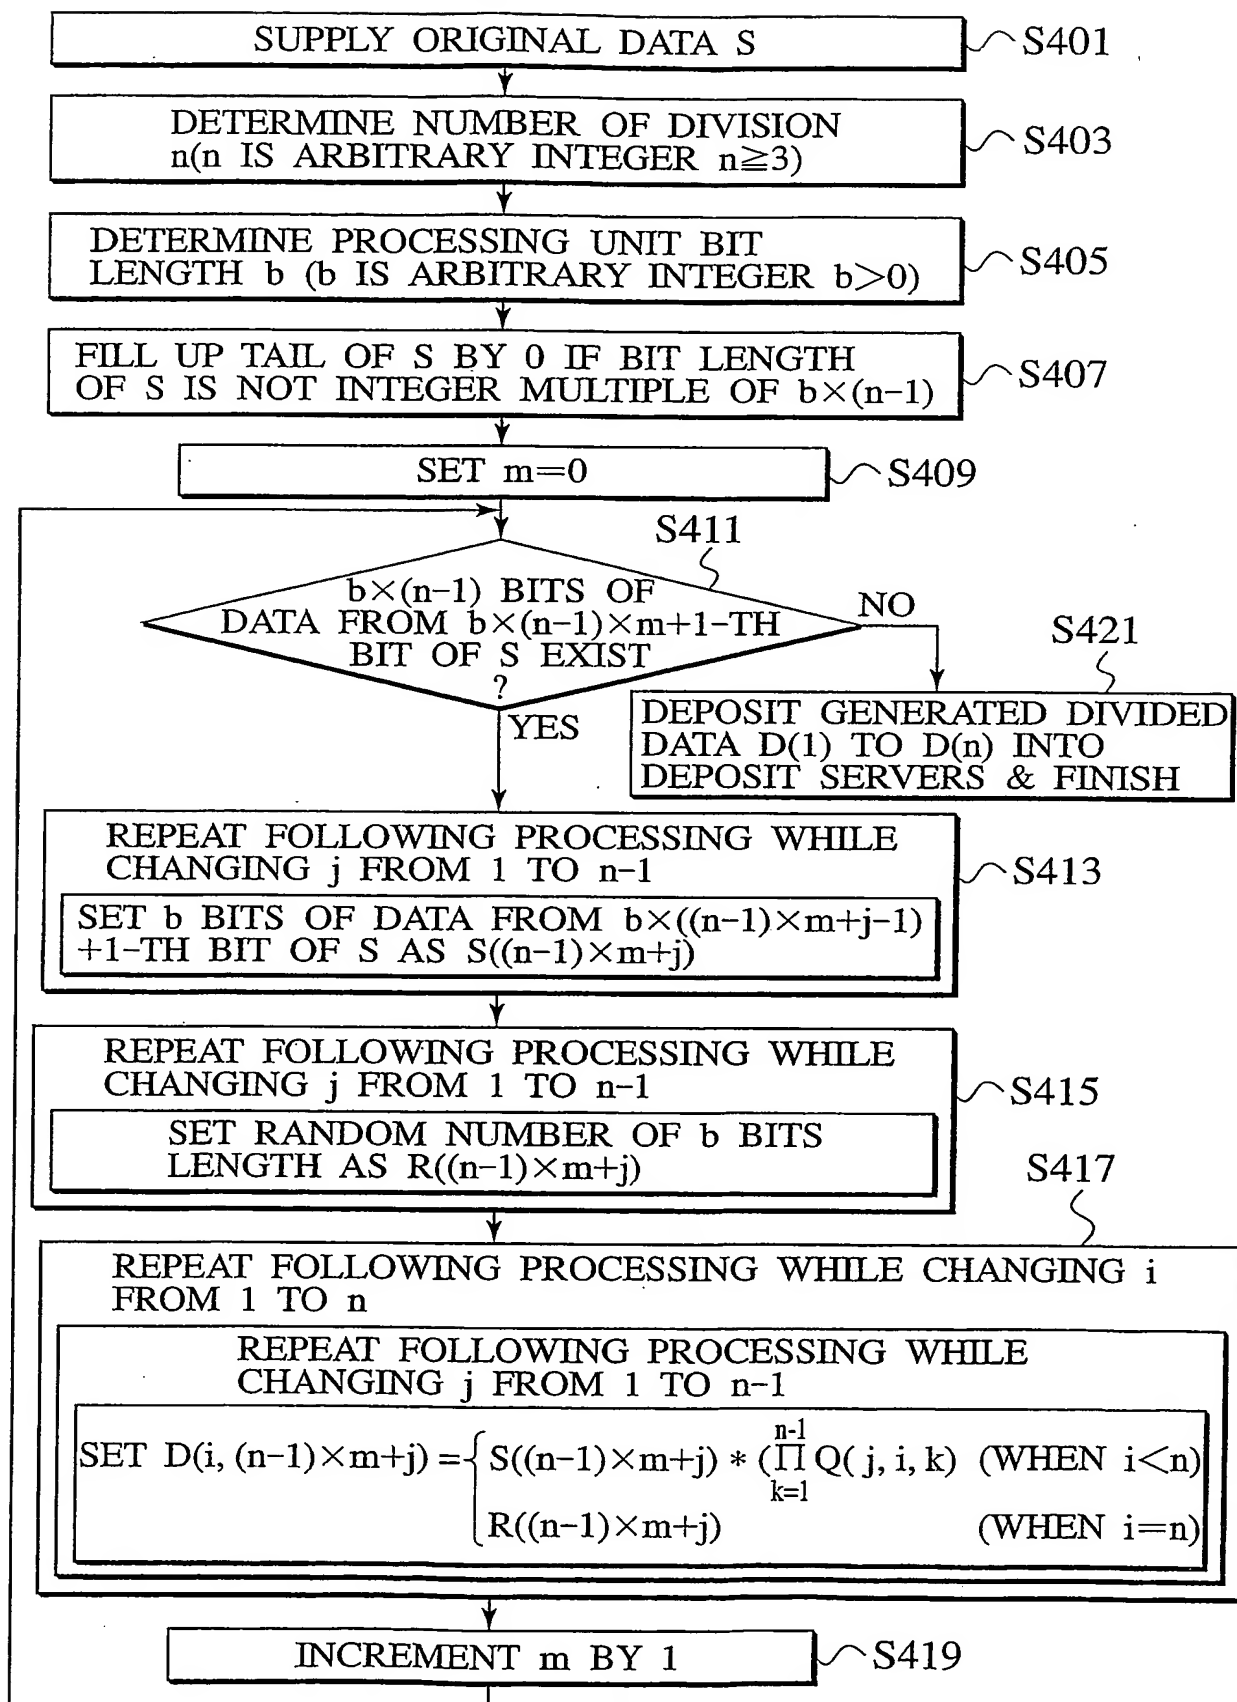 SUPPLY ORIGINAL DATA S
S401
DETERMINE NUMBER OF DIVISION
n(n IS ARBITRARY INTEGER n≧3)
S403
DETERMINE PROCESSING UNIT BIT
LENGTH b (b IS ARBITRARY INTEGER b>0)
S405
FILL UP TAIL OF S BY 0 IF BIT LENGTH
OF S IS NOT INTEGER MULTIPLE OF b×(n-1)
S407
SET m=0
S409
S411
b×(n-1) BITS OF
DATA FROM b×(n-1)×m+1-TH
BIT OF S EXIST
?
NO
YES
S421
DEPOSIT GENERATED DIVIDED
DATA D(1) TO D(n) INTO
DEPOSIT SERVERS & FINISH
REPEAT FOLLOWING PROCESSING WHILE
CHANGING j FROM 1 TO n-1
S413
SET b BITS OF DATA FROM b×((n-1)×m+j-1)
+1-TH BIT OF S AS S((n-1)×m+j)
REPEAT FOLLOWING PROCESSING WHILE
CHANGING j FROM 1 TO n-1
S415
SET RANDOM NUMBER OF b BITS
LENGTH AS R((n-1)×m+j)
S417
REPEAT FOLLOWING PROCESSING WHILE CHANGING i
FROM 1 TO n
REPEAT FOLLOWING PROCESSING WHILE
CHANGING j FROM 1 TO n-1
n-1
SET D(i, (n-1)×m+j) = { S((n-1)×m+j) * (Π Q(j, i, k) (WHEN i<n)
k=1
R((n-1)×m+j) (WHEN i=n)
INCREMENT m BY 1
S419